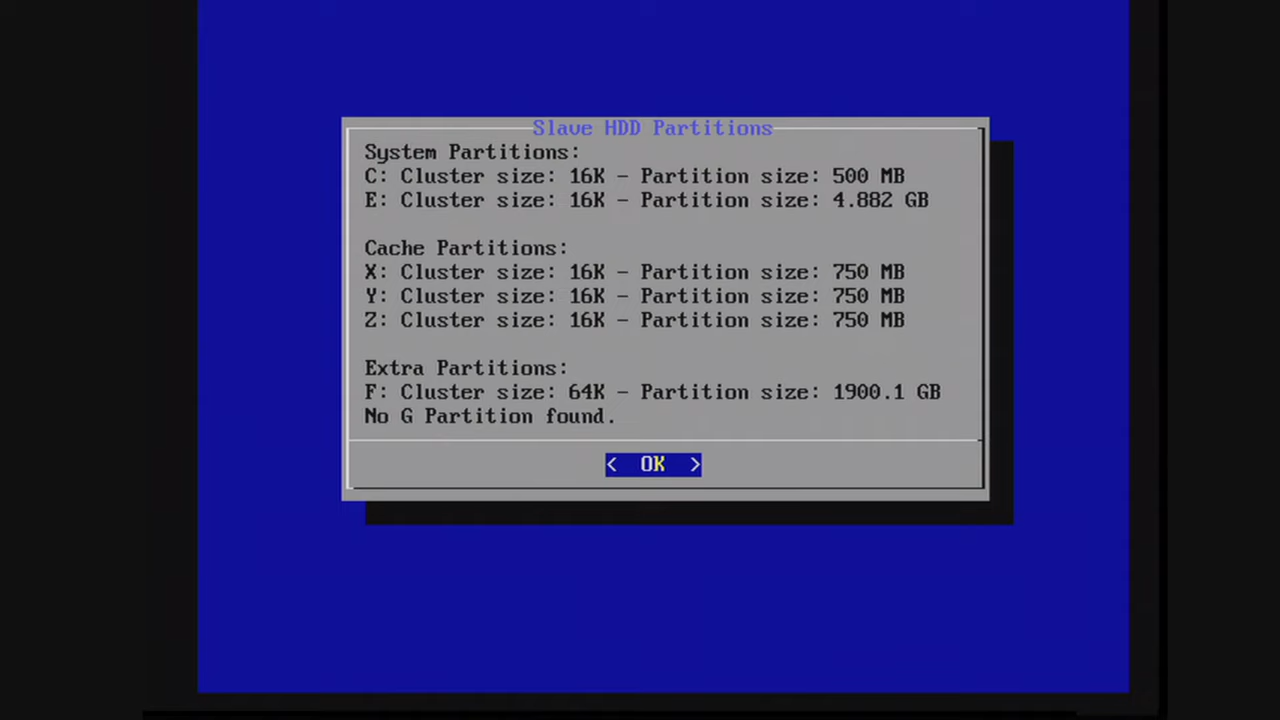 Slave HDD Partitions
System Partitions:
C: Cluster size: 16K - Partition size: 500 MB
E: Cluster size: 16K - Partition size: 4.882 GB
Cache Partitions:
X: Cluster size: 16K - Partition size: 750 MB
Y: Cluster size: 16K - Partition size: 750 MB
Z: Cluster size: 16K - Partition size: 750 MB
Extra Partitions:
F: Cluster size: 64K - Partition size: 1900.1 GB
No G Partition found.
< OK >